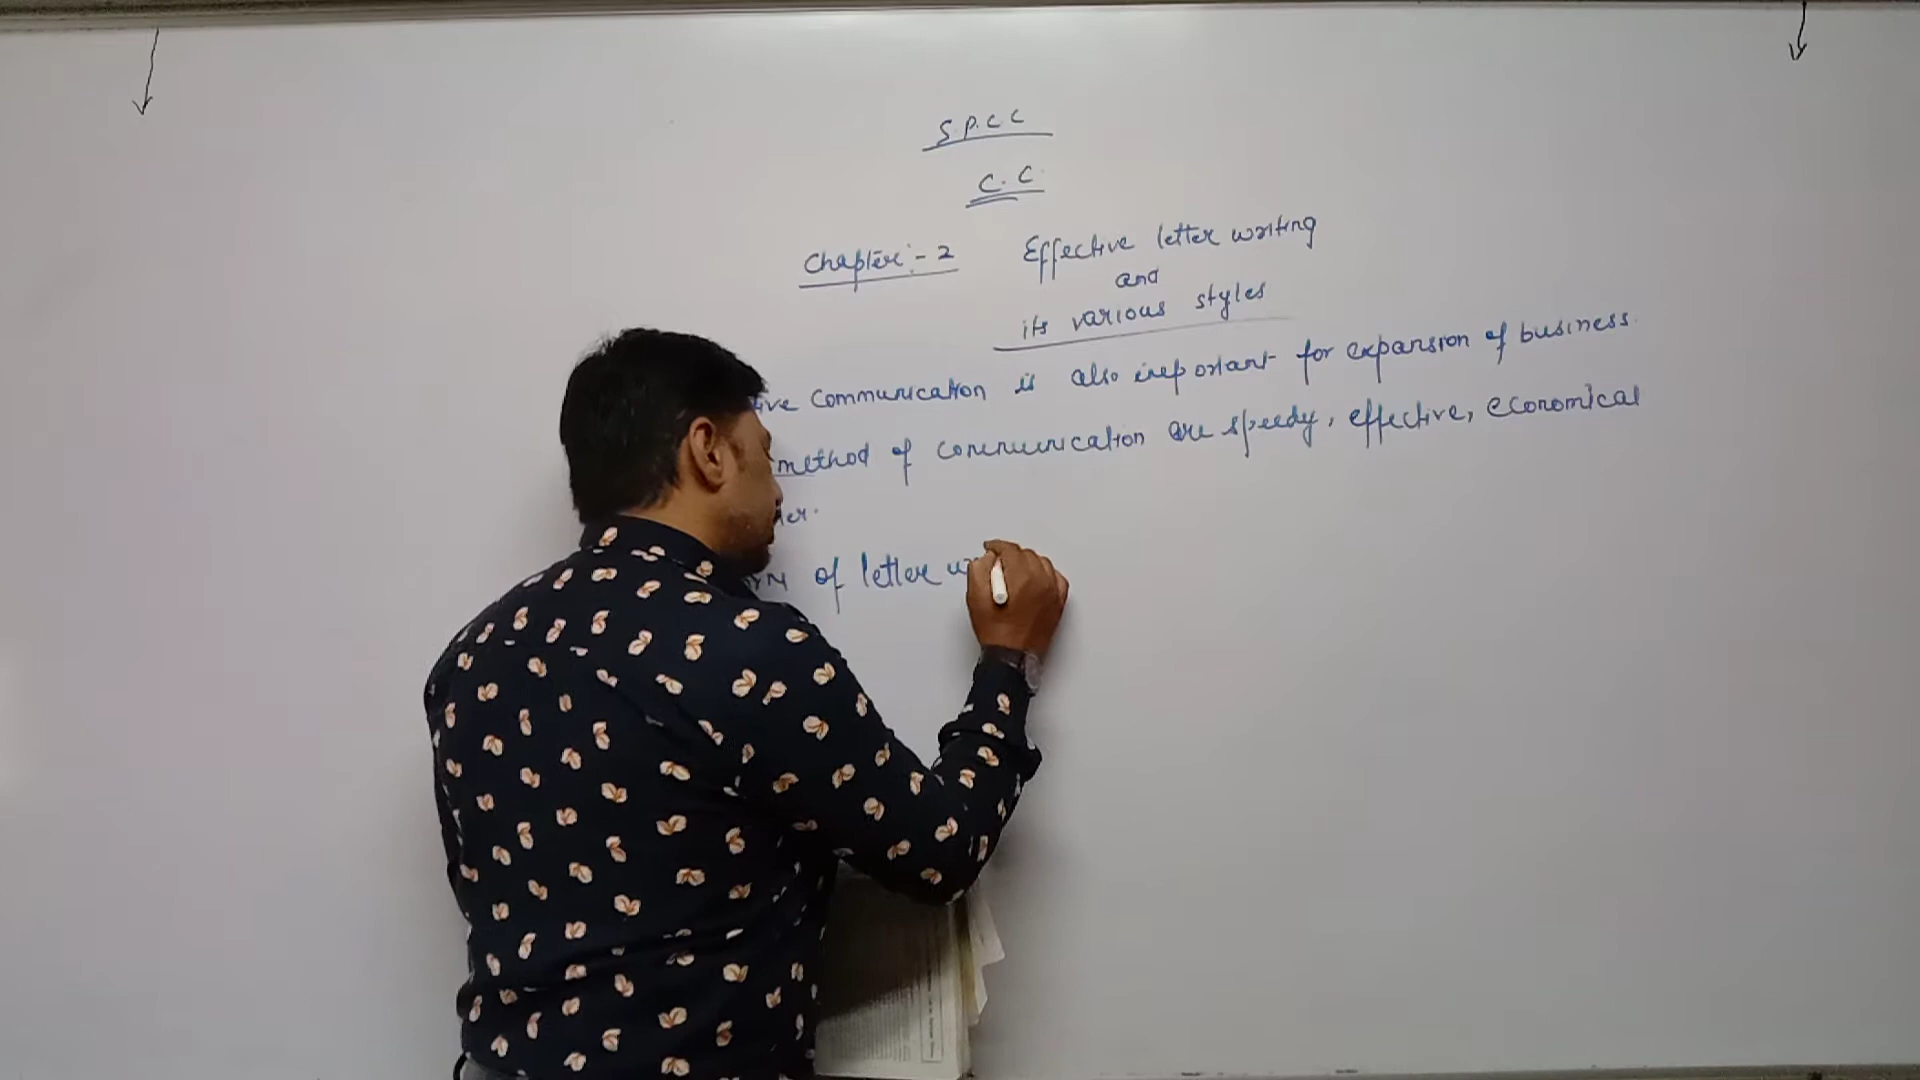 S.P.C.C
C.C.
Chapter:- 2 Effective letter writing
and
its various styles
communication is also important for expansion of business.
method of communication are speedy, effective, economical
of letter